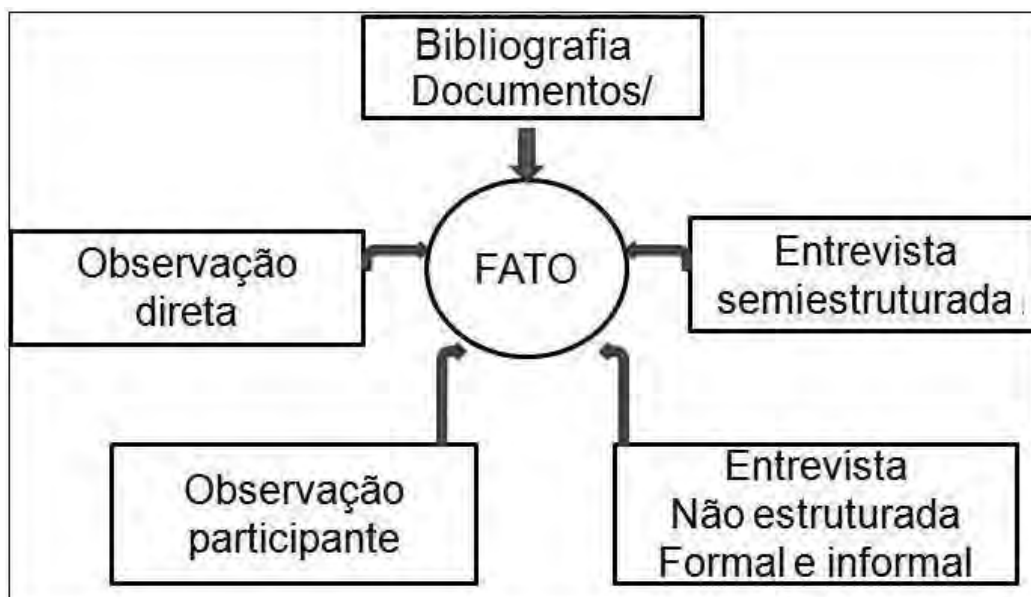 Bibliografia
Documentos/
Observação
direta
FATO
Entrevista
semiestruturada
Observação
participante
Entrevista
Não estruturada
Formal e informal